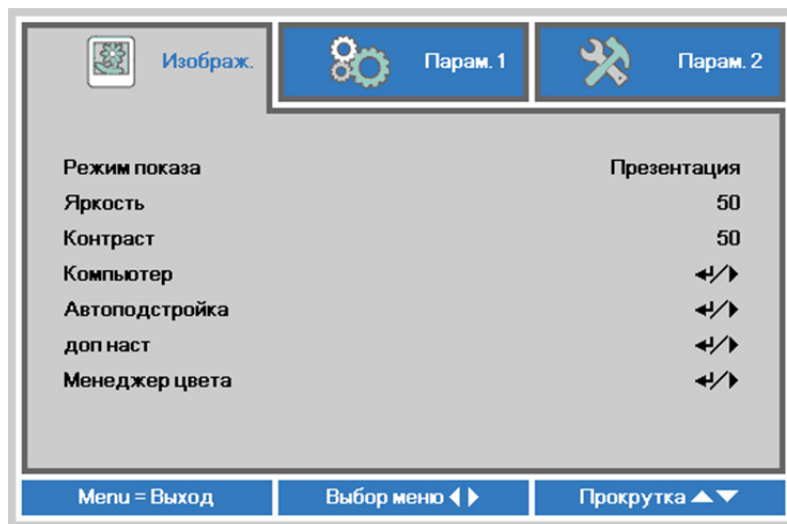 Изображ. Парам. 1 Парам. 2
Режим показа Презентация
Яркость 50
Контраст 50
Компьютер ↵/▶
Автоподстройка ↵/▶
доп наст ↵/▶
Менеджер цвета ↵/▶
Menu = Выход Выбор меню ◀ ▶ Прокрутка ▲▼